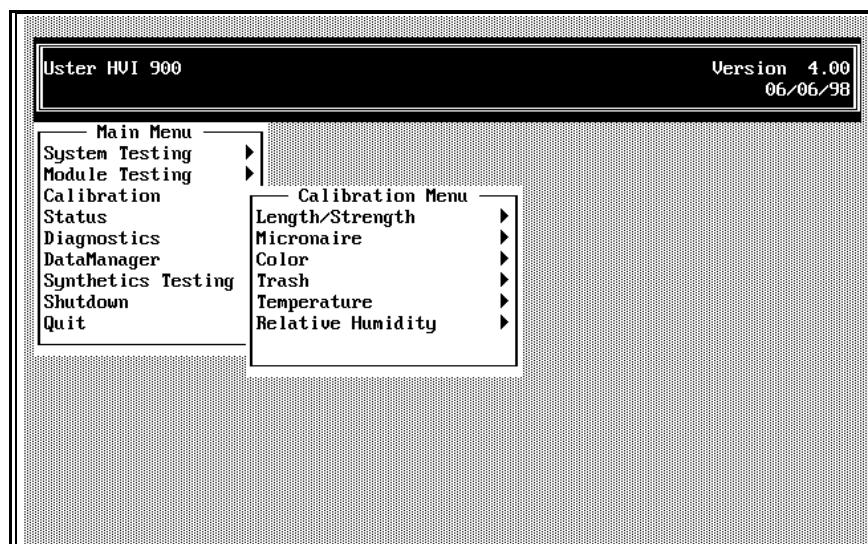 Uster HVI 900
Version 4.00
06/06/98
Main Menu
System Testing
Module Testing
Calibration
Status
Diagnostics
DataManager
Synthetics Testing
Shutdown
Quit
Calibration Menu
Length/Strength
Micronaire
Color
Trash
Temperature
Relative Humidity